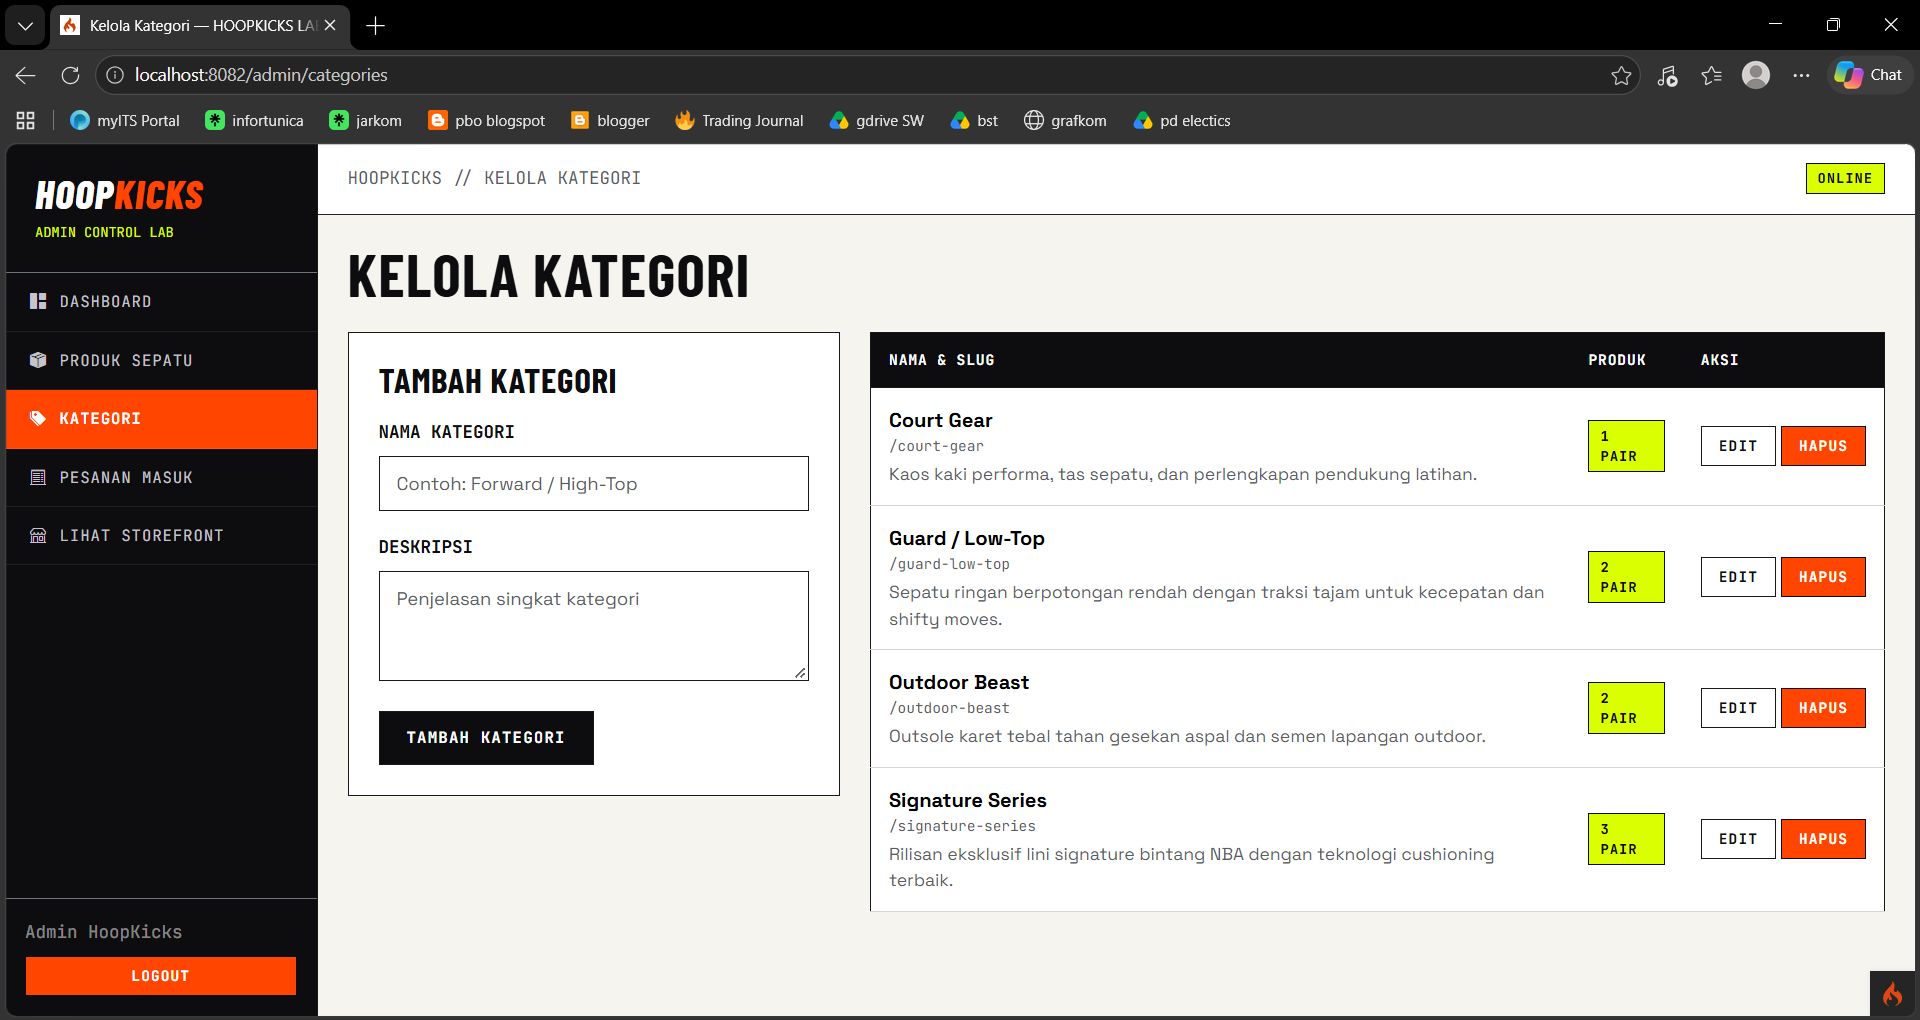 Kelola Kategori — HOOPKICKS LA
localhost:8082/admin/categories
Chat
myITS Portal
infortunica
jarkom
pbo blogspot
blogger
Trading Journal
gdrive SW
bst
grafkom
pd electics
HOOPKICKS
ADMIN CONTROL LAB
DASHBOARD
PRODUK SEPATU
KATEGORI
PESANAN MASUK
LIHAT STOREFRONT
Admin HoopKicks
LOGOUT
HOOPKICKS // KELOLA KATEGORI
ONLINE
KELOLA KATEGORI
TAMBAH KATEGORI
NAMA KATEGORI
Contoh: Forward / High-Top
DESKRIPSI
Penjelasan singkat kategori
TAMBAH KATEGORI
NAMA & SLUG PRODUK AKSI
Court Gear
/court-gear
Kaos kaki performa, tas sepatu, dan perlengkapan pendukung latihan.
1
PAIR
EDIT HAPUS
Guard / Low-Top
/guard-low-top
Sepatu ringan berpotongan rendah dengan traksi tajam untuk kecepatan dan
shifty moves.
2
PAIR
EDIT HAPUS
Outdoor Beast
/outdoor-beast
Outsole karet tebal tahan gesekan aspal dan semen lapangan outdoor.
2
PAIR
EDIT HAPUS
Signature Series
/signature-series
Rilisan eksklusif lini signature bintang NBA dengan teknologi cushioning
terbaik.
3
PAIR
EDIT HAPUS